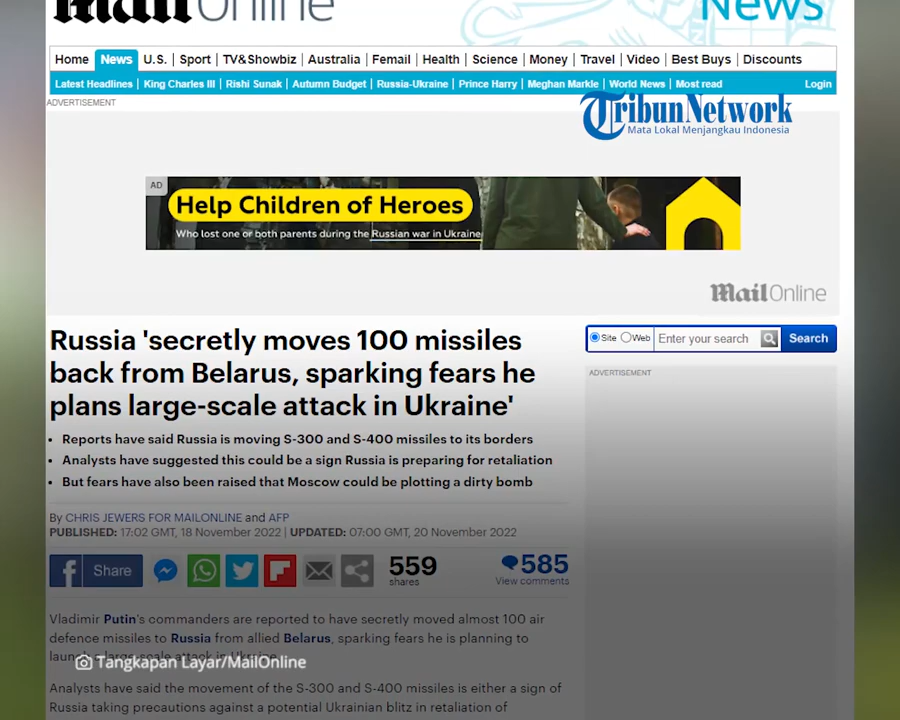 Mail Online
News
Home News U.S. Sport TV&Showbiz Australia Femail Health Science Money Travel Video Best Buys Discounts
Latest Headlines King Charles III Rishi Sunak Autumn Budget Russia-Ukraine Prince Harry Meghan Markle World News Most read Login
ADVERTISEMENT
TribunNetwork
Mata Lokal Menjangkau Indonesia
AD
Help Children of Heroes
Who lost one or both parents during the Russian war in Ukraine
Mail Online
Russia 'secretly moves 100 missiles
back from Belarus, sparking fears he
plans large-scale attack in Ukraine'
Site Web Enter your search Search
ADVERTISEMENT
• Reports have said Russia is moving S-300 and S-400 missiles to its borders
• Analysts have suggested this could be a sign Russia is preparing for retaliation
• But fears have also been raised that Moscow could be plotting a dirty bomb
By CHRIS JEWERS FOR MAILONLINE and AFP
PUBLISHED: 17:02 GMT, 18 November 2022 | UPDATED: 07:00 GMT, 20 November 2022
f Share
559
shares
585
View comments
Vladimir Putin's commanders are reported to have secretly moved almost 100 air
defence missiles to Russia from allied Belarus, sparking fears he is planning to
launch a large-scale attack in Ukraine.
Tangkapan Layar/MailOnline
Analysts have said the movement of the S-300 and S-400 missiles is either a sign of
Russia taking precautions against a potential Ukrainian blitz in retaliation of